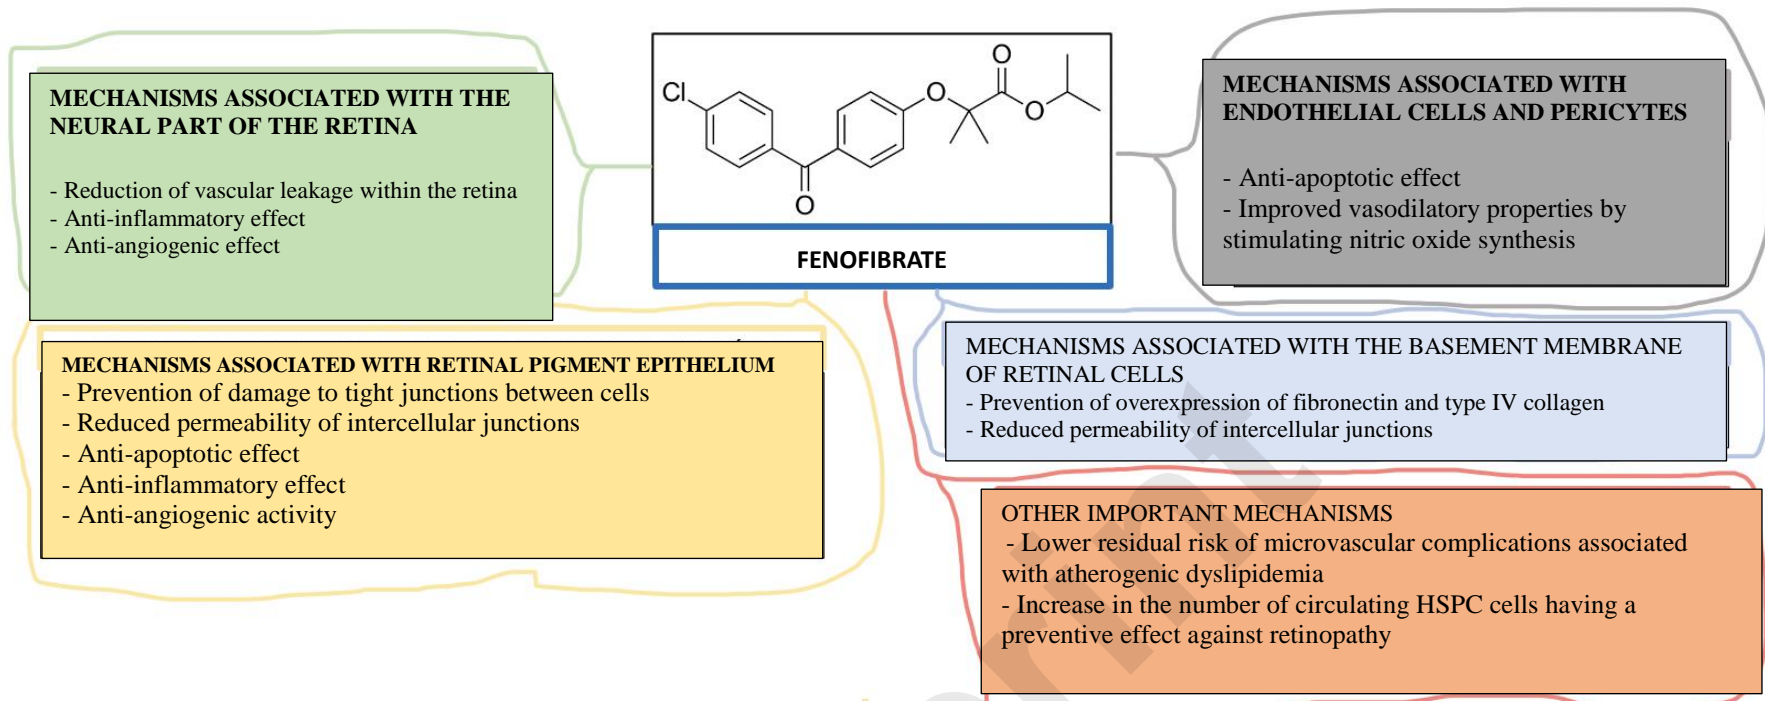 MECHANISMS ASSOCIATED WITH THE
NEURAL PART OF THE RETINA
- Reduction of vascular leakage within the retina
- Anti-inflammatory effect
- Anti-angiogenic effect
Cl
O
O
O
O
FENOFIBRATE
MECHANISMS ASSOCIATED WITH
ENDOTHELIAL CELLS AND PERICYTES
- Anti-apoptotic effect
- Improved vasodilatory properties by
stimulating nitric oxide synthesis
MECHANISMS ASSOCIATED WITH RETINAL PIGMENT EPITHELIUM
- Prevention of damage to tight junctions between cells
- Reduced permeability of intercellular junctions
- Anti-apoptotic effect
- Anti-inflammatory effect
- Anti-angiogenic activity
MECHANISMS ASSOCIATED WITH THE BASEMENT MEMBRANE
OF RETINAL CELLS
- Prevention of overexpression of fibronectin and type IV collagen
- Reduced permeability of intercellular junctions
OTHER IMPORTANT MECHANISMS
- Lower residual risk of microvascular complications associated
with atherogenic dyslipidemia
- Increase in the number of circulating HSPC cells having a
preventive effect against retinopathy